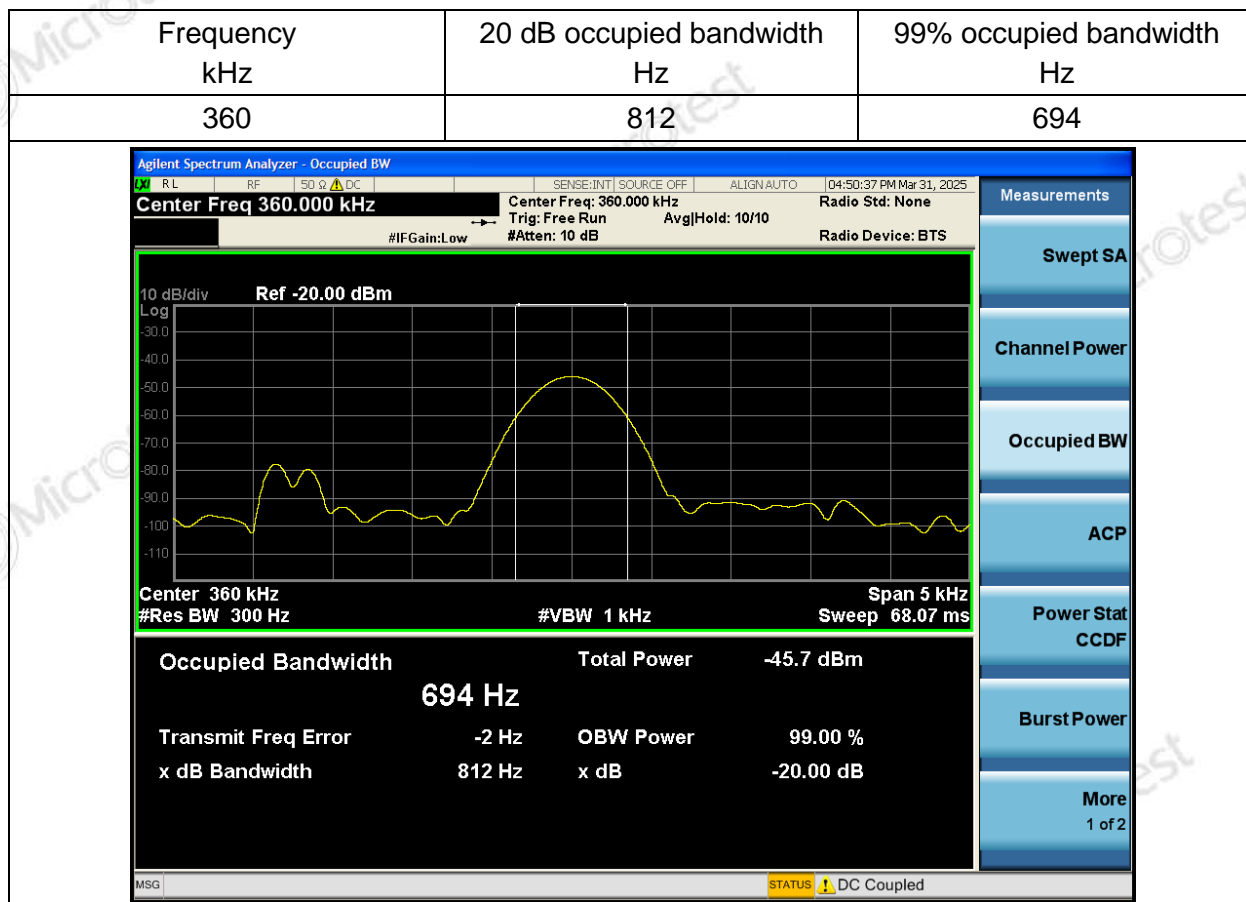 Frequency
kHz
20 dB occupied bandwidth
Hz
99% occupied bandwidth
Hz
360
812
694
Agilent Spectrum Analyzer - Occupied BW
LXI RL RF 50 Ω DC SENSE:INT SOURCE OFF ALIGN AUTO 04:50:37 PM Mar 31, 2025
Center Freq 360.000 kHz
#IFGain:Low
Center Freq: 360.000 kHz
Trig: Free Run Avg|Hold: 10/10
#Atten: 10 dB
Radio Std: None
Radio Device: BTS
10 dB/div Ref -20.00 dBm
Log
-30.0
-40.0
-50.0
-60.0
-70.0
-80.0
-90.0
-100
-110
Center 360 kHz Span 5 kHz
#Res BW 300 Hz #VBW 1 kHz Sweep 68.07 ms
Occupied Bandwidth Total Power -45.7 dBm
694 Hz
Transmit Freq Error -2 Hz OBW Power 99.00 %
x dB Bandwidth 812 Hz x dB -20.00 dB
MSG STATUS DC Coupled
Measurements
Swept SA
Channel Power
Occupied BW
ACP
Power Stat
CCDF
Burst Power
More
1 of 2